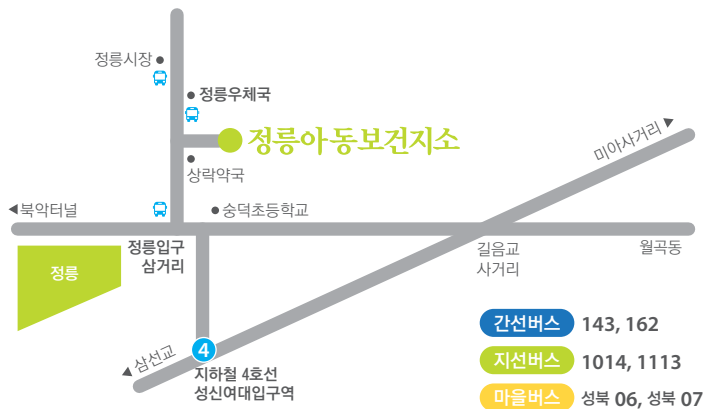 정릉시장
정릉우체국
정릉아동보건지소
미아사거리
상락약국
북악터널
숭덕초등학교
정릉입구
삼거리
길음교
사거리
월곡동
정릉
삼선교
4
지하철 4호선
성신여대입구역
간선버스 143, 162
지선버스 1014, 1113
마을버스 성북 06, 성북 07